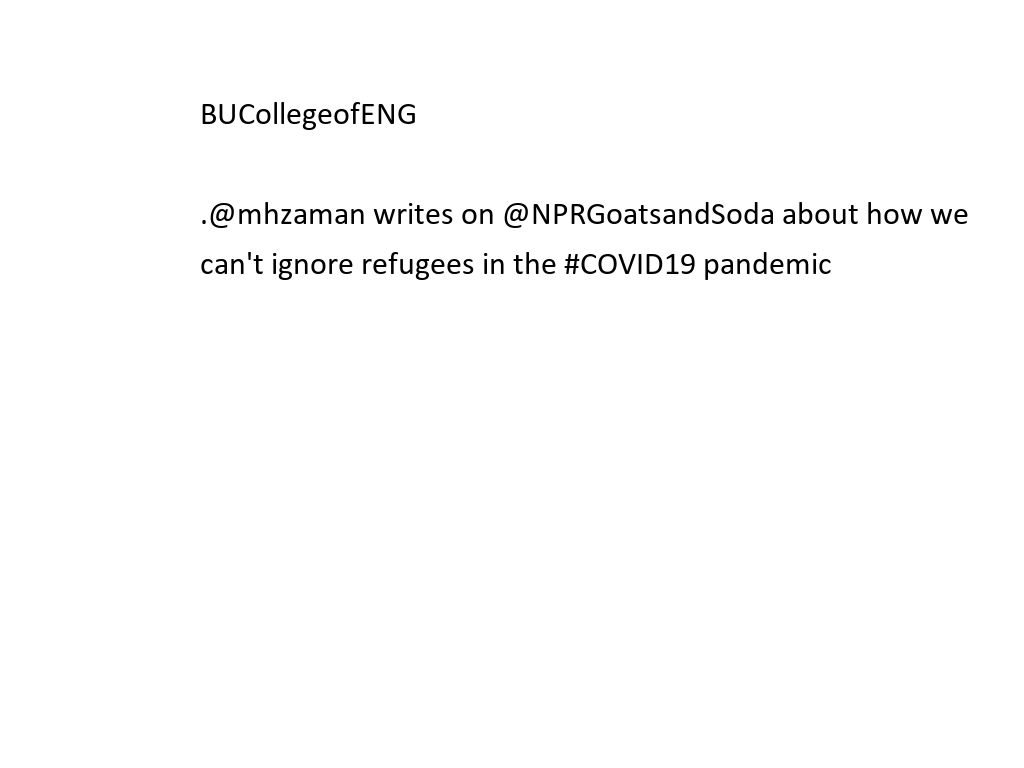 BUCollegeofENG
.@mhzaman writes on @NPRGoatsandSoda about how we
can't ignore refugees in the #COVID19 pandemic